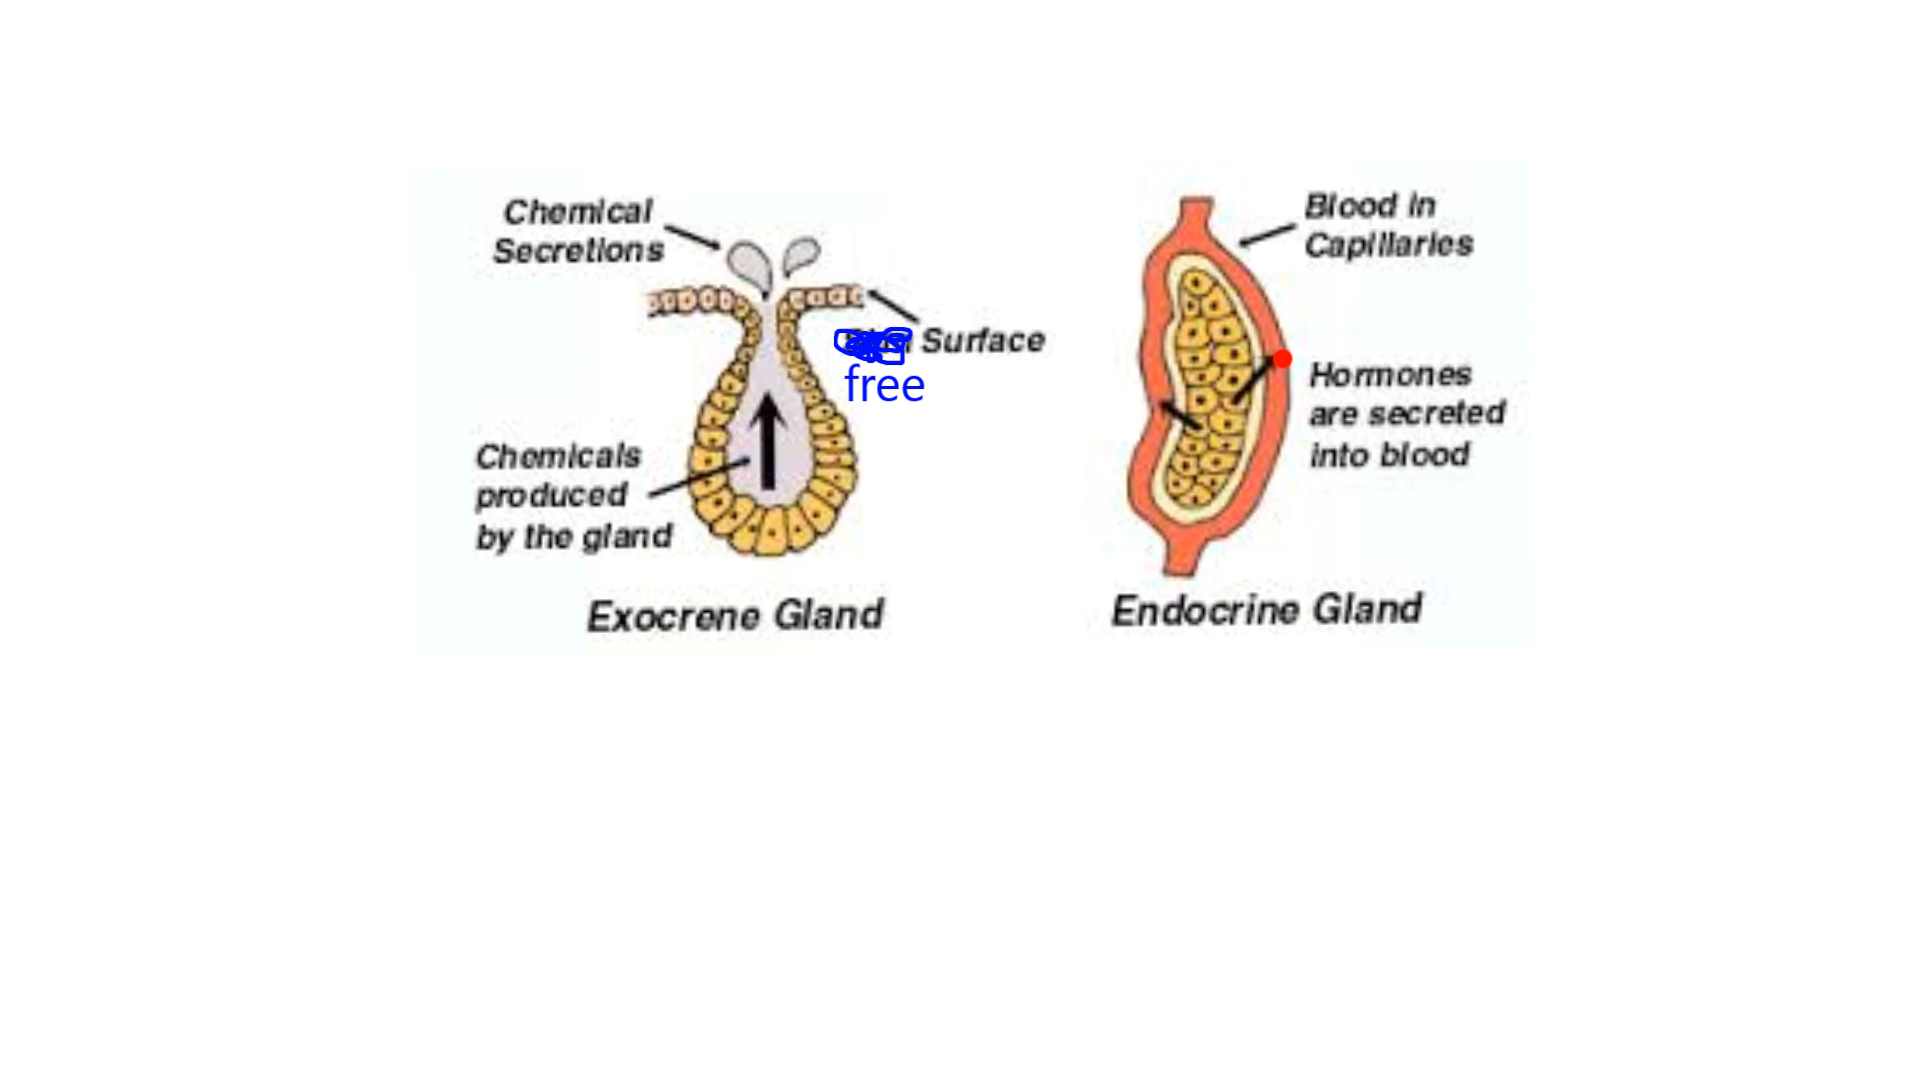 Chemical
Secretions
Surface
free
Chemicals
produced
by the gland
Exocrene Gland
Blood in
Capillaries
Hormones
are secreted
into blood
Endocrine Gland